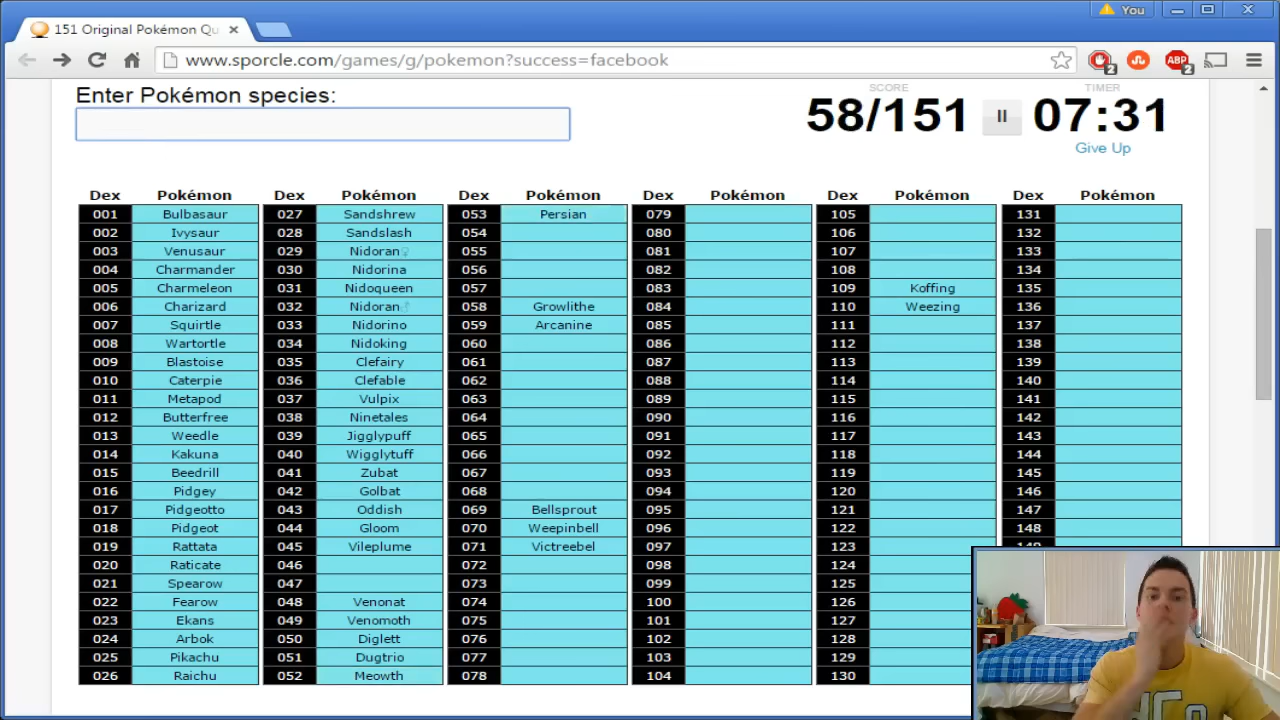 You
151 Original Pokémon Qu
www.sporcle.com/games/g/pokemon?success=facebook
2
ABP
2
Enter Pokémon species:
SCORE
58/151
TIMER
07:31
Give Up
Dex Pokémon Dex Pokémon Dex Pokémon Dex Pokémon Dex Pokémon Dex Pokémon
001 Bulbasaur 027 Sandshrew 053 Persian 079 105 131
002 Ivysaur 028 Sandslash 054 080 106 132
003 Venusaur 029 Nidoran♀ 055 081 107 133
004 Charmander 030 Nidorina 056 082 108 134
005 Charmeleon 031 Nidoqueen 057 083 109 Koffing 135
006 Charizard 032 Nidoran♂ 058 Growlithe 084 110 Weezing 136
007 Squirtle 033 Nidorino 059 Arcanine 085 111 137
008 Wartortle 034 Nidoking 060 086 112 138
009 Blastoise 035 Clefairy 061 087 113 139
010 Caterpie 036 Clefable 062 088 114 140
011 Metapod 037 Vulpix 063 089 115 141
012 Butterfree 038 Ninetales 064 090 116 142
013 Weedle 039 Jigglypuff 065 091 117 143
014 Kakuna 040 Wigglytuff 066 092 118 144
015 Beedrill 041 Zubat 067 093 119 145
016 Pidgey 042 Golbat 068 094 120 146
017 Pidgeotto 043 Oddish 069 Bellsprout 095 121 147
018 Pidgeot 044 Gloom 070 Weepinbell 096 122 148
019 Rattata 045 Vileplume 071 Victreebel 097 123 149
020 Raticate 046 072 098 124
021 Spearow 047 073 099 125
022 Fearow 048 Venonat 074 100 126
023 Ekans 049 Venomoth 075 101 127
024 Arbok 050 Diglett 076 102 128
025 Pikachu 051 Dugtrio 077 103 129
026 Raichu 052 Meowth 078 104 130